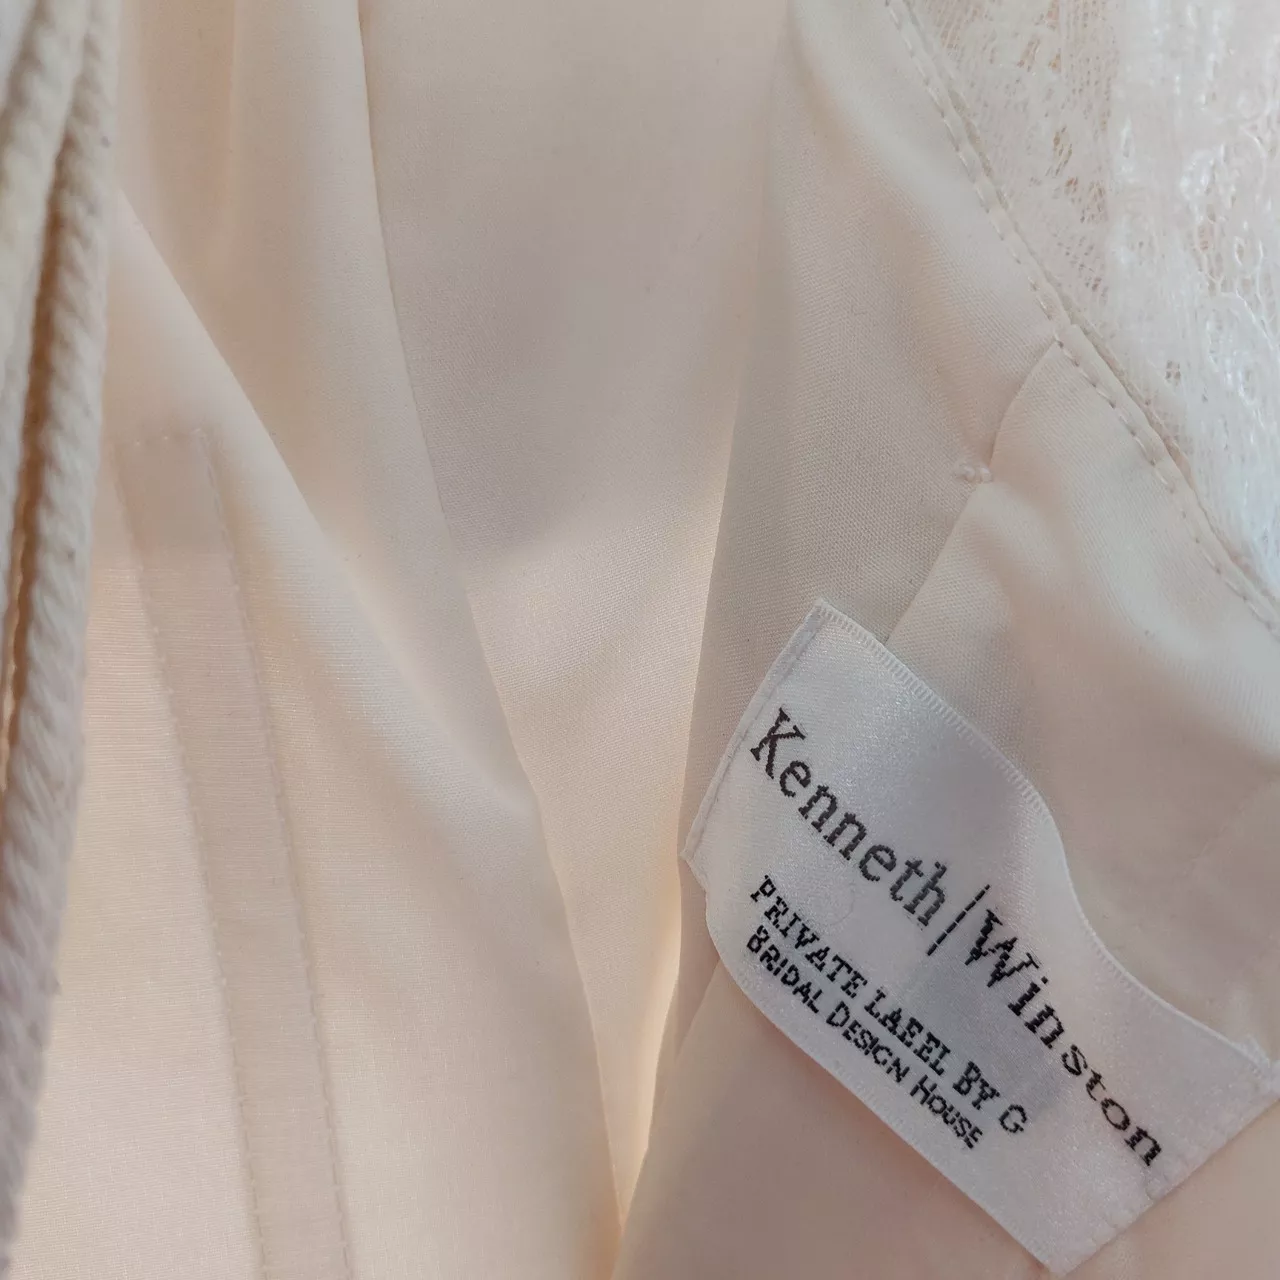 Kenneth|Winston
PRIVATE LABEL BY G
BRIDAL DESIGN HOUSE